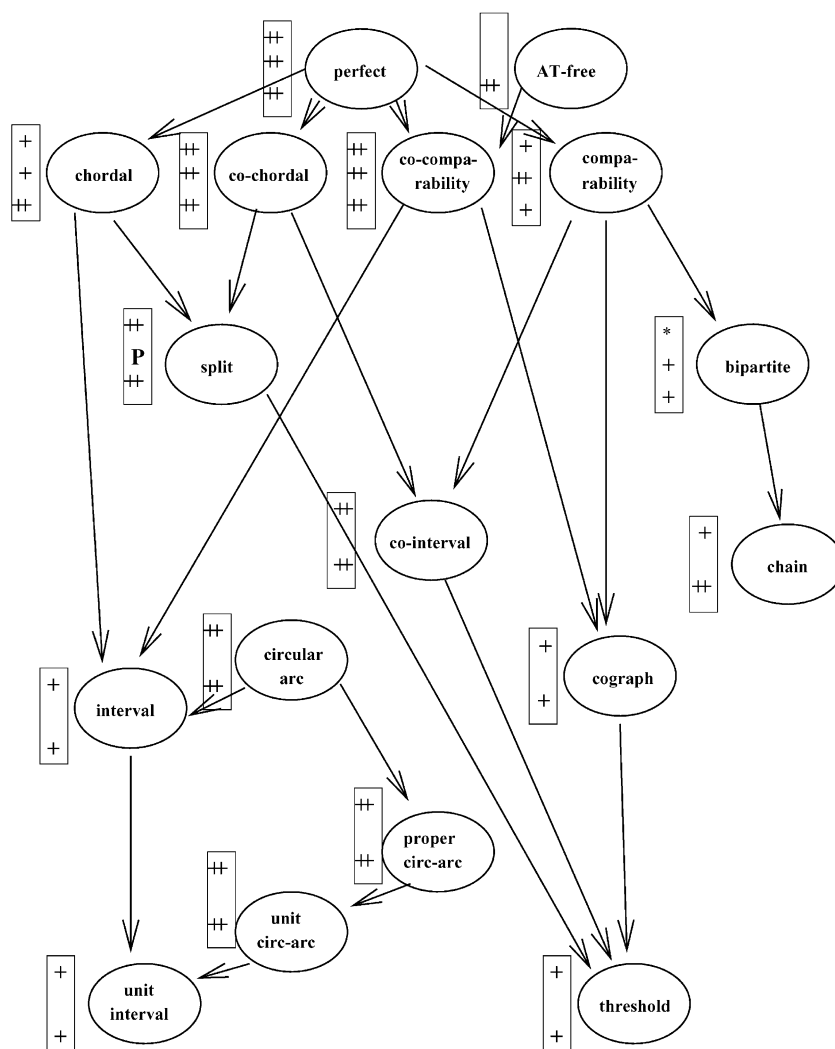 perfect
AT-free
++
++
++
++
chordal
co-chordal
co-compa-
rability
compa-
rability
+
+
++
++
++
++
++
++
++
+
++
+
split
bipartite
++
P
++
*
+
+
co-interval
chain
++
++
+
++
circular
arc
interval
cograph
++
++
+
+
+
+
proper
circ-arc
++
++
unit
circ-arc
++
++
unit
interval
threshold
+
+
+
+